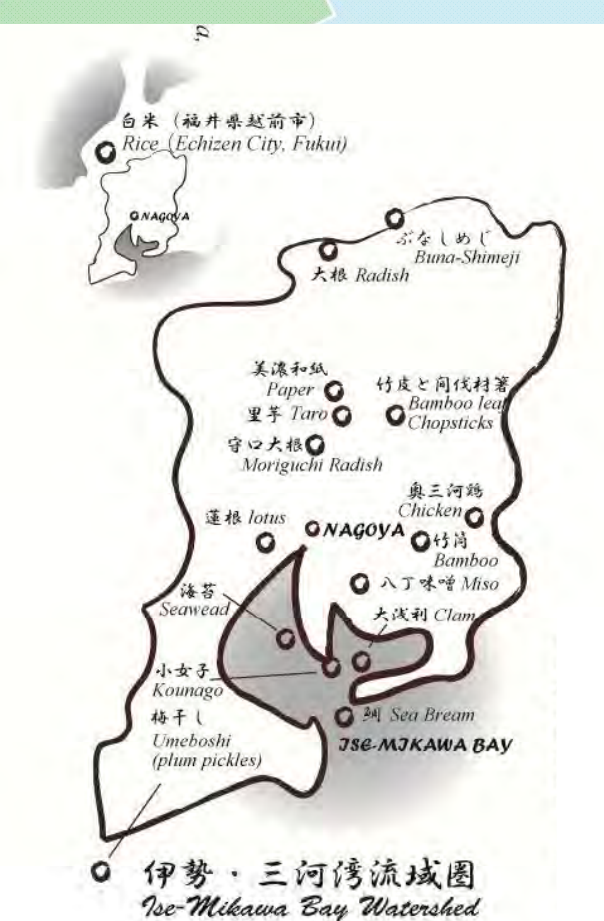 白米（福井県越前市）
Rice (Echizen City, Fukui)
NAGOYA
ぶなしめじ
Buna-Shimeji
大根 Radish
美濃和紙
Paper
里芋 Taro
守口大根
Moriguchi Radish
竹皮と間伐材箸
Bamboo leaf
Chopsticks
奥三河鶏
Chicken
蓮根 lotus
NAGOYA
竹筒
Bamboo
八丁味噌 Miso
海苔
Seawead
大浅利 Clam
小女子
Kounago
梅干し
Umeboshi
(plum pickles)
鯛 Sea Bream
ISE-MIKAWA BAY
伊勢・三河湾流域圏
Ise-Mikawa Bay Watershed